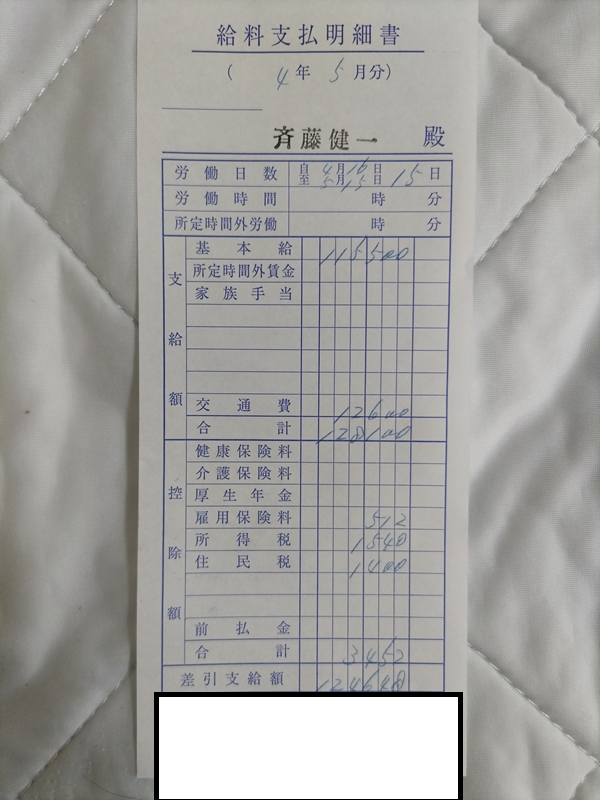 給料支払明細書
( 4年 5月分)
斉藤健一 殿
労働日数 自 4月16日 至 5月15日 15日
労働時間 時 分
所定時間外労働 時 分
支給額
基本給 115500
所定時間外賃金
家族手当
交通費 12600
合計 128100
控除額
健康保険料
介護保険料
厚生年金
雇用保険料 512
所得税 1540
住民税 1400
前払金
合計 3452
差引支給額 124648